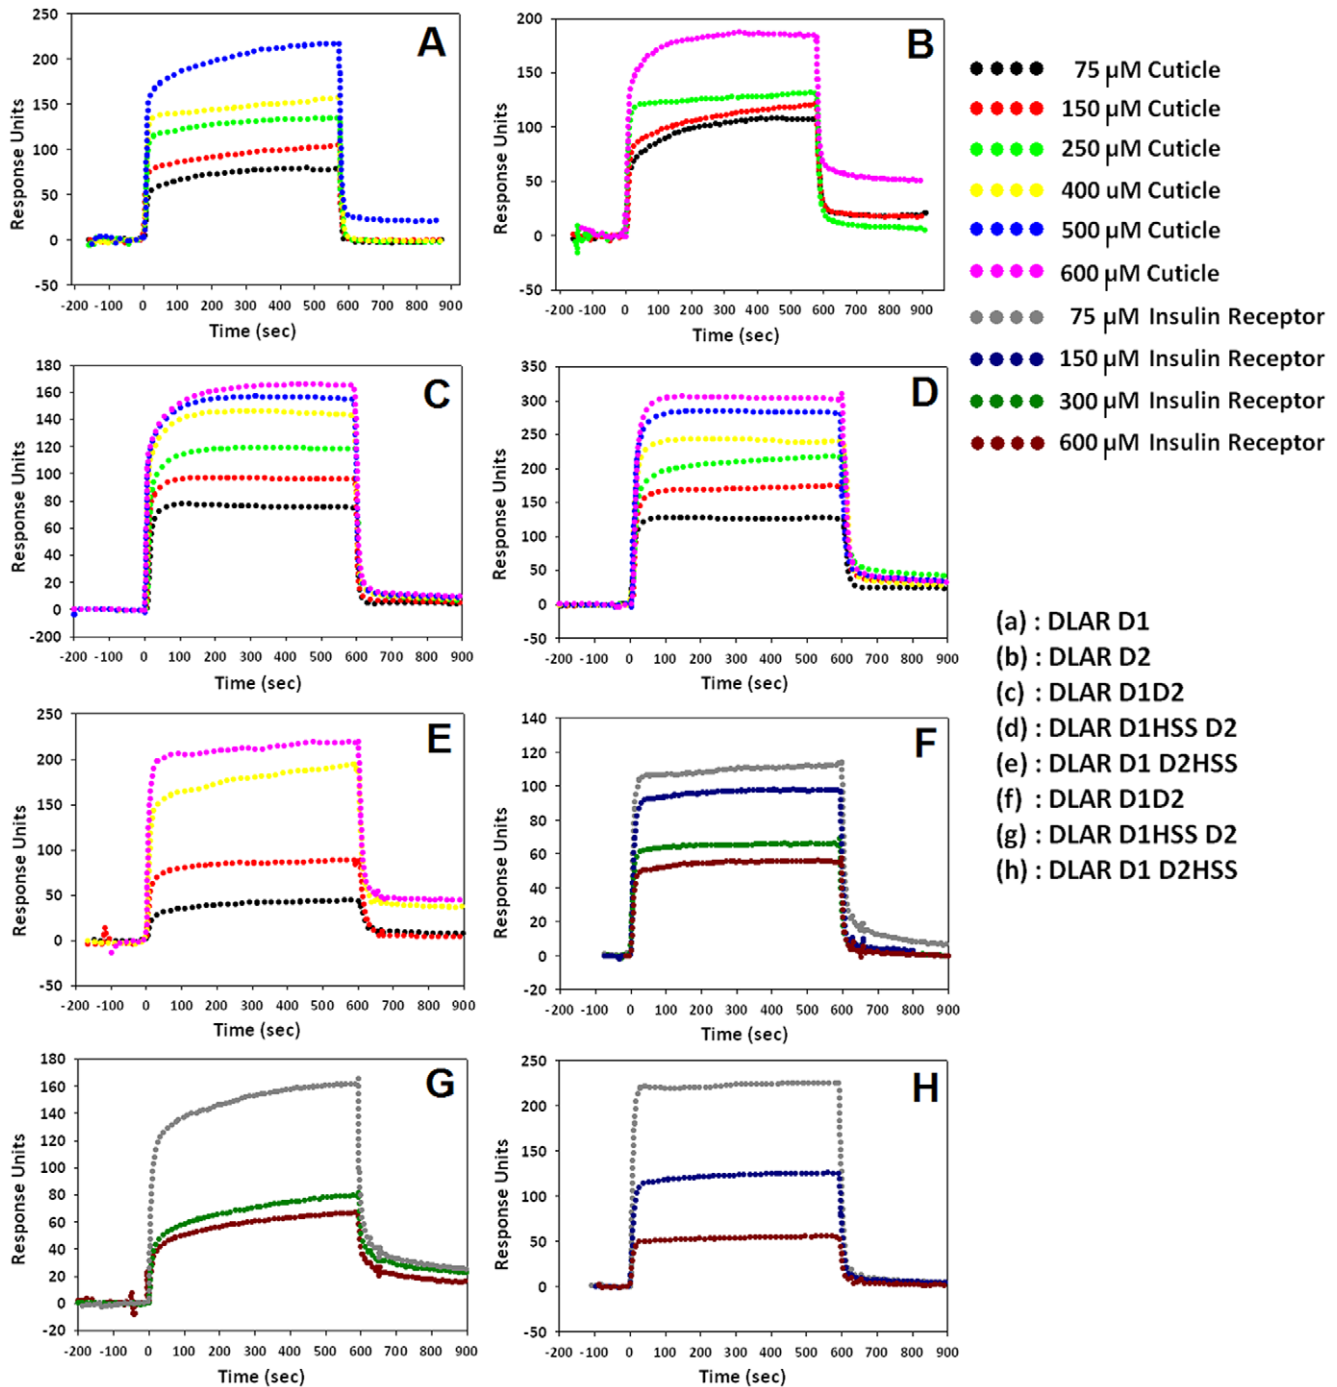 A
Response Units
250
200
150
100
50
0
-50
-200 -100 0 100 200 300 400 500 600 700 800 900
Time (sec)
B
Response Units
200
150
100
50
0
-50
-200 -100 0 100 200 300 400 500 600 700 800 900
Time (sec)
75 µM Cuticle
150 µM Cuticle
250 µM Cuticle
400 uM Cuticle
500 µM Cuticle
600 µM Cuticle
75 µM Insulin Receptor
150 µM Insulin Receptor
300 µM Insulin Receptor
600 µM Insulin Receptor
C
Response Units
180
160
140
120
100
80
60
40
20
0
-200
-200 -100 0 100 200 300 400 500 600 700 800 900
Time (sec)
D
Response Units
350
300
250
200
150
100
50
0
-50
-200 -100 0 100 200 300 400 500 600 700 800 900
Time (sec)
(a) : DLAR D1
(b) : DLAR D2
(c) : DLAR D1D2
(d) : DLAR D1HSS D2
(e) : DLAR D1 D2HSS
(f) : DLAR D1D2
(g) : DLAR D1HSS D2
(h) : DLAR D1 D2HSS
E
Response Units
250
200
150
100
50
0
-50
-200 -100 0 100 200 300 400 500 600 700 800 900
Time (sec)
F
Response Units
140
120
100
80
60
40
20
0
-20
-200 -100 0 100 200 300 400 500 600 700 800 900
Time (sec)
G
Response Units
180
160
140
120
100
80
60
40
20
0
-20
-200 -100 0 100 200 300 400 500 600 700 800 900
Time (sec)
H
Response Units
250
200
150
100
50
0
-50
-200 -100 0 100 200 300 400 500 600 700 800 900
Time (sec)